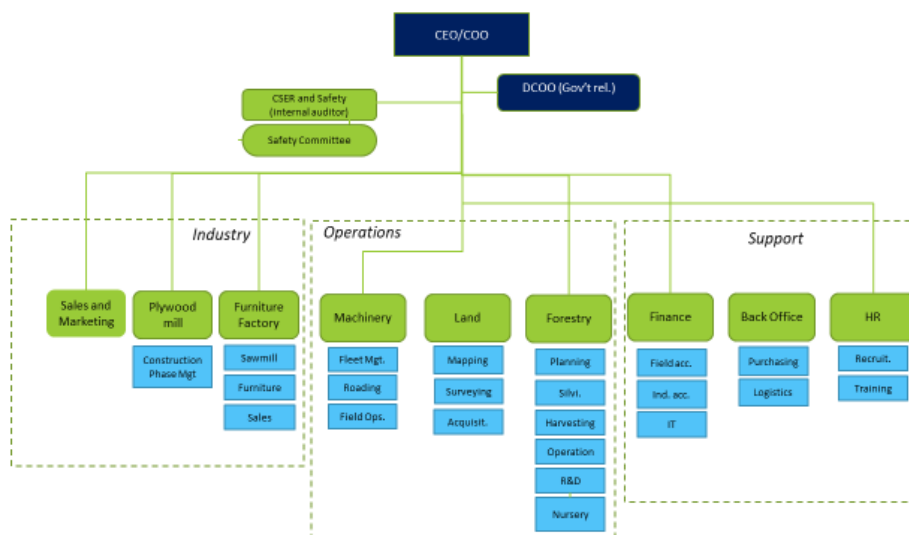 CEO/COO
DCOO (Gov't rel.)
CSER and Safety
(internal auditor)
Safety Committee
Industry
Operations
Support
Sales and
Marketing
Plywood
mill
Furniture
Factory
Machinery
Land
Forestry
Finance
Back Office
HR
Construction
Phase Mgt
Sawmill
Furniture
Sales
Fleet Mgt.
Roading
Field Ops.
Mapping
Surveying
Acquisit.
Planning
Silvi.
Harvesting
Operation
R&D
Nursery
Field acc.
Ind. acc.
IT
Purchasing
Logistics
Recruit.
Training